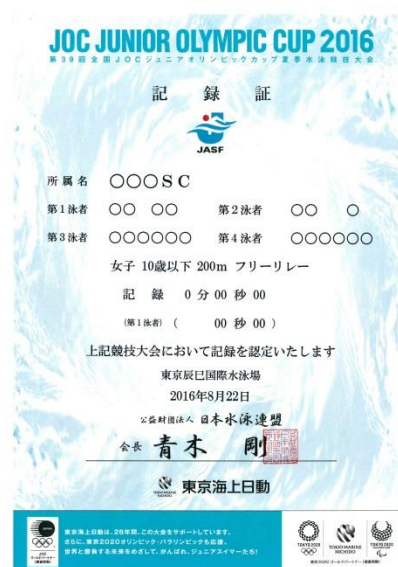 JOC JUNIOR OLYMPIC CUP 2016
第39回全国JOCジュニアオリンピックカップ夏季水泳競技大会
記 録 証
JASF
所属名 〇〇〇SC
第1泳者 〇〇 〇〇 第2泳者 〇〇 〇
第3泳者 〇〇〇〇〇〇 第4泳者 〇〇〇〇〇〇
女子 10歳以下 200m フリーリレー
記 録 0 分 00 秒 00
(第1泳者) ( 00 秒 00 )
上記競技大会において記録を認定いたします
東京辰巳国際水泳場
2016年8月22日
公益財団法人 日本水泳連盟
会長 青木 剛
東京海上日動
東京海上日動は、26年間、この大会をサポートしています。
さらに、東京2020オリンピック・パラリンピックも応援。
世界と勝負する未来をめざして。がんばれ、ジュニアスイマーたち!
TOKYO 2020
TOKIO MARINE
NICHIDO